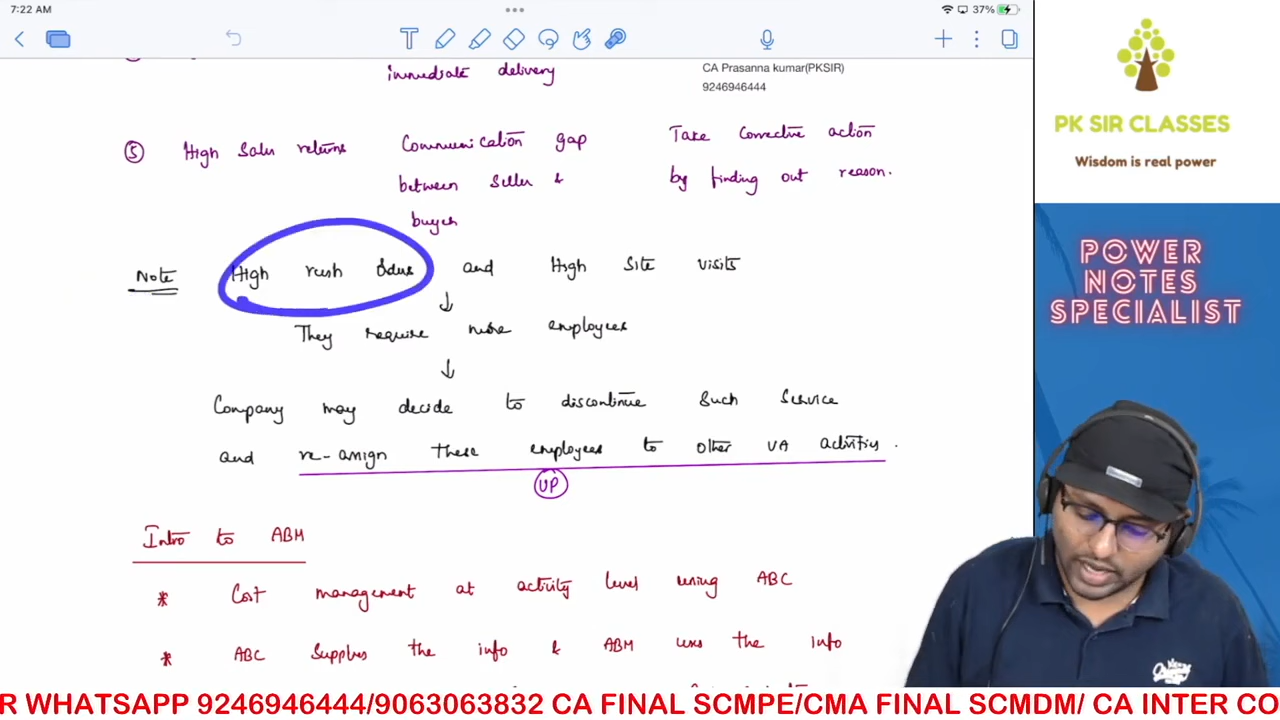 7:22 AM
37%
T
immediate delivery
CA Prasanna kumar(PKSIR)
9246946444
⑤ High Sales returns Communication gap Take Corrective action
between Seller & by finding out reason.
buyer
Note High rush Orders and High Site visits
↓
They require more employees
↓
Company may decide to discontinue Such Service
and re-assign These employees to other VA activities.
UP
Intro to ABM
* Cost management at activity level using ABC
* ABC Supplies the info & ABM uses the info
PK SIR CLASSES
Wisdom is real power
POWER
NOTES
SPECIALIST
R WHATSAPP 9246946444/9063063832 CA FINAL SCMPE/CMA FINAL SCMDM/ CA INTER CO